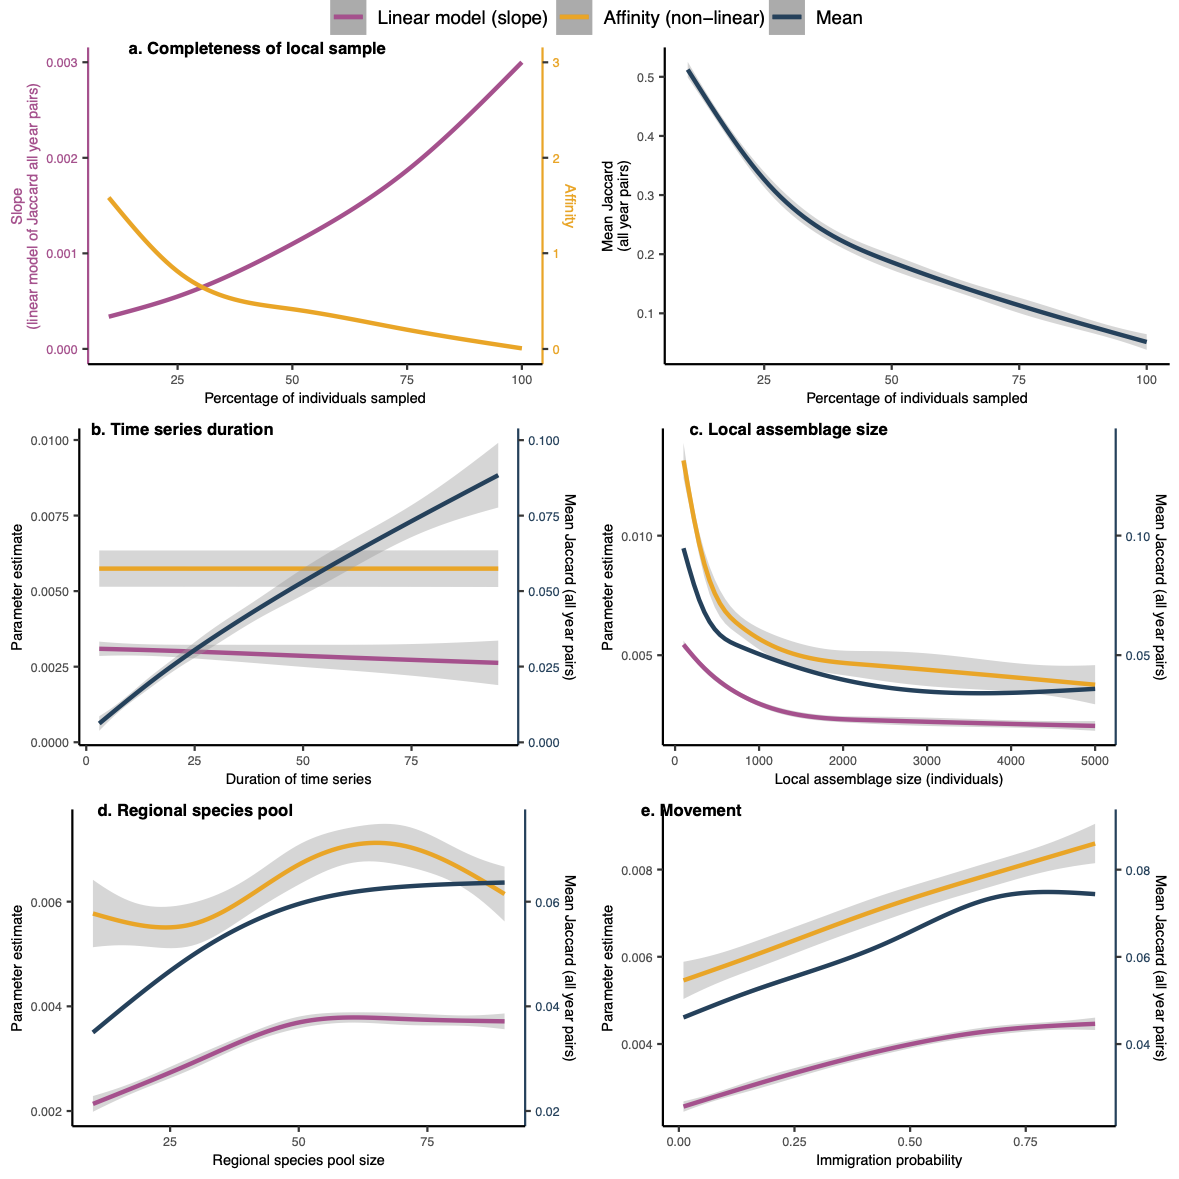 Linear model (slope) Affinity (non−linear) Mean
a. Completeness of local sample
0.003
0.002
0.001
0.000
Slope
(linear model of Jaccard all year pairs)
3
2
1
0
Affinity
25 50 75 100
Percentage of individuals sampled
0.5
0.4
0.3
0.2
0.1
Mean Jaccard
(all year pairs)
25 50 75 100
Percentage of individuals sampled
b. Time series duration
0.0100
0.0075
0.0050
0.0025
0.0000
Parameter estimate
0.100
0.075
0.050
0.025
0.000
Mean Jaccard (all year pairs)
0 25 50 75
Duration of time series
c. Local assemblage size
0.010
0.005
Parameter estimate
0.10
0.05
Mean Jaccard (all year pairs)
0 1000 2000 3000 4000 5000
Local assemblage size (individuals)
d. Regional species pool
0.006
0.004
0.002
Parameter estimate
0.06
0.04
0.02
Mean Jaccard (all year pairs)
25 50 75
Regional species pool size
e. Movement
0.008
0.006
0.004
Parameter estimate
0.08
0.06
0.04
Mean Jaccard (all year pairs)
0.00 0.25 0.50 0.75
Immigration probability